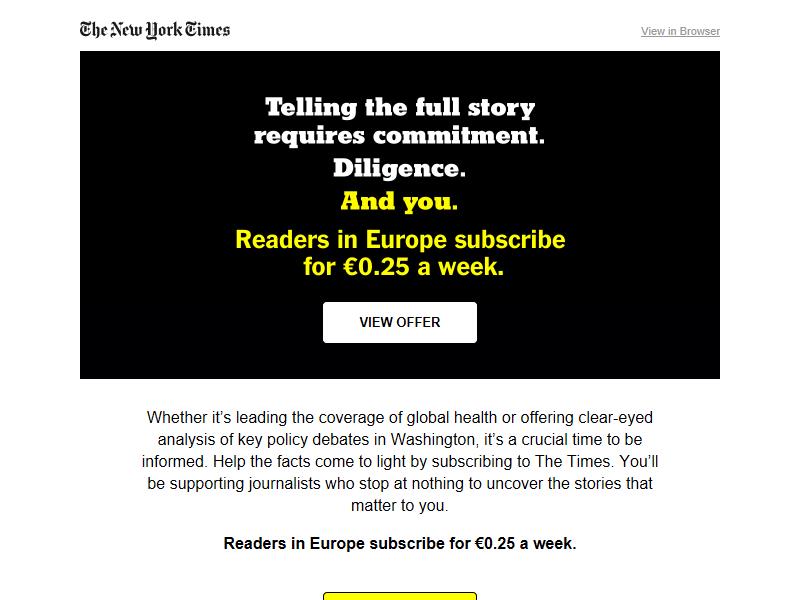 The New York Times
View in Browser
Telling the full story
requires commitment.
Diligence.
And you.
Readers in Europe subscribe
for €0.25 a week.
VIEW OFFER
Whether it’s leading the coverage of global health or offering clear-eyed
analysis of key policy debates in Washington, it’s a crucial time to be
informed. Help the facts come to light by subscribing to The Times. You’ll
be supporting journalists who stop at nothing to uncover the stories that
matter to you.
Readers in Europe subscribe for €0.25 a week.